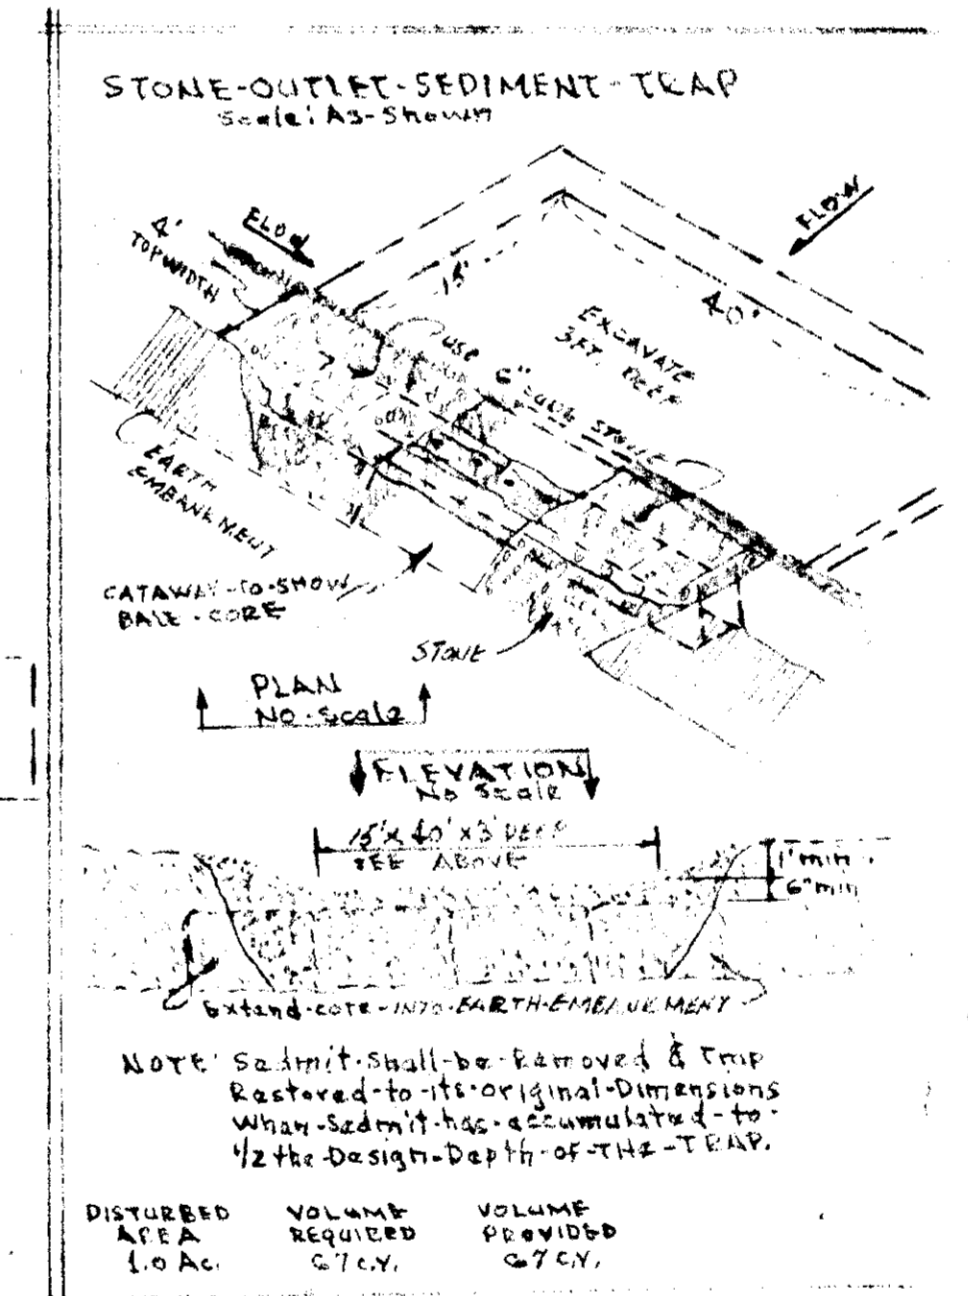 STONE-OUTLET-SEDIMENT-TRAP
Scale: AS-Shown
FLOW
FLOW
4'
TOPWIDTH
15'
40'
EXCAVATE
3FT DEEP
USE 6" STONE
EARTH
EMBANKMENT
CATAWAY-TO-SHOW
BALE-CORE
STONE
PLAN
NO-Scale
ELEVATION
No Scale
15'x 40'x3' DEEP
SEE ABOVE
1'min.
6"min
Extend-core-INTO-EARTH-EMBANKMENT
NOTE: Sedmit-Shall-be-Removed & Trap
Restored-to-its-original-Dimensions
When-Sedm't-has-accumulated-to-
1/2 the-Design-Depth-of-THE-TRAP.
DISTURBED VOLUME VOLUME
AREA REQUIRED PROVIDED
1.0 Ac. 67 C.Y. 67 C.Y.